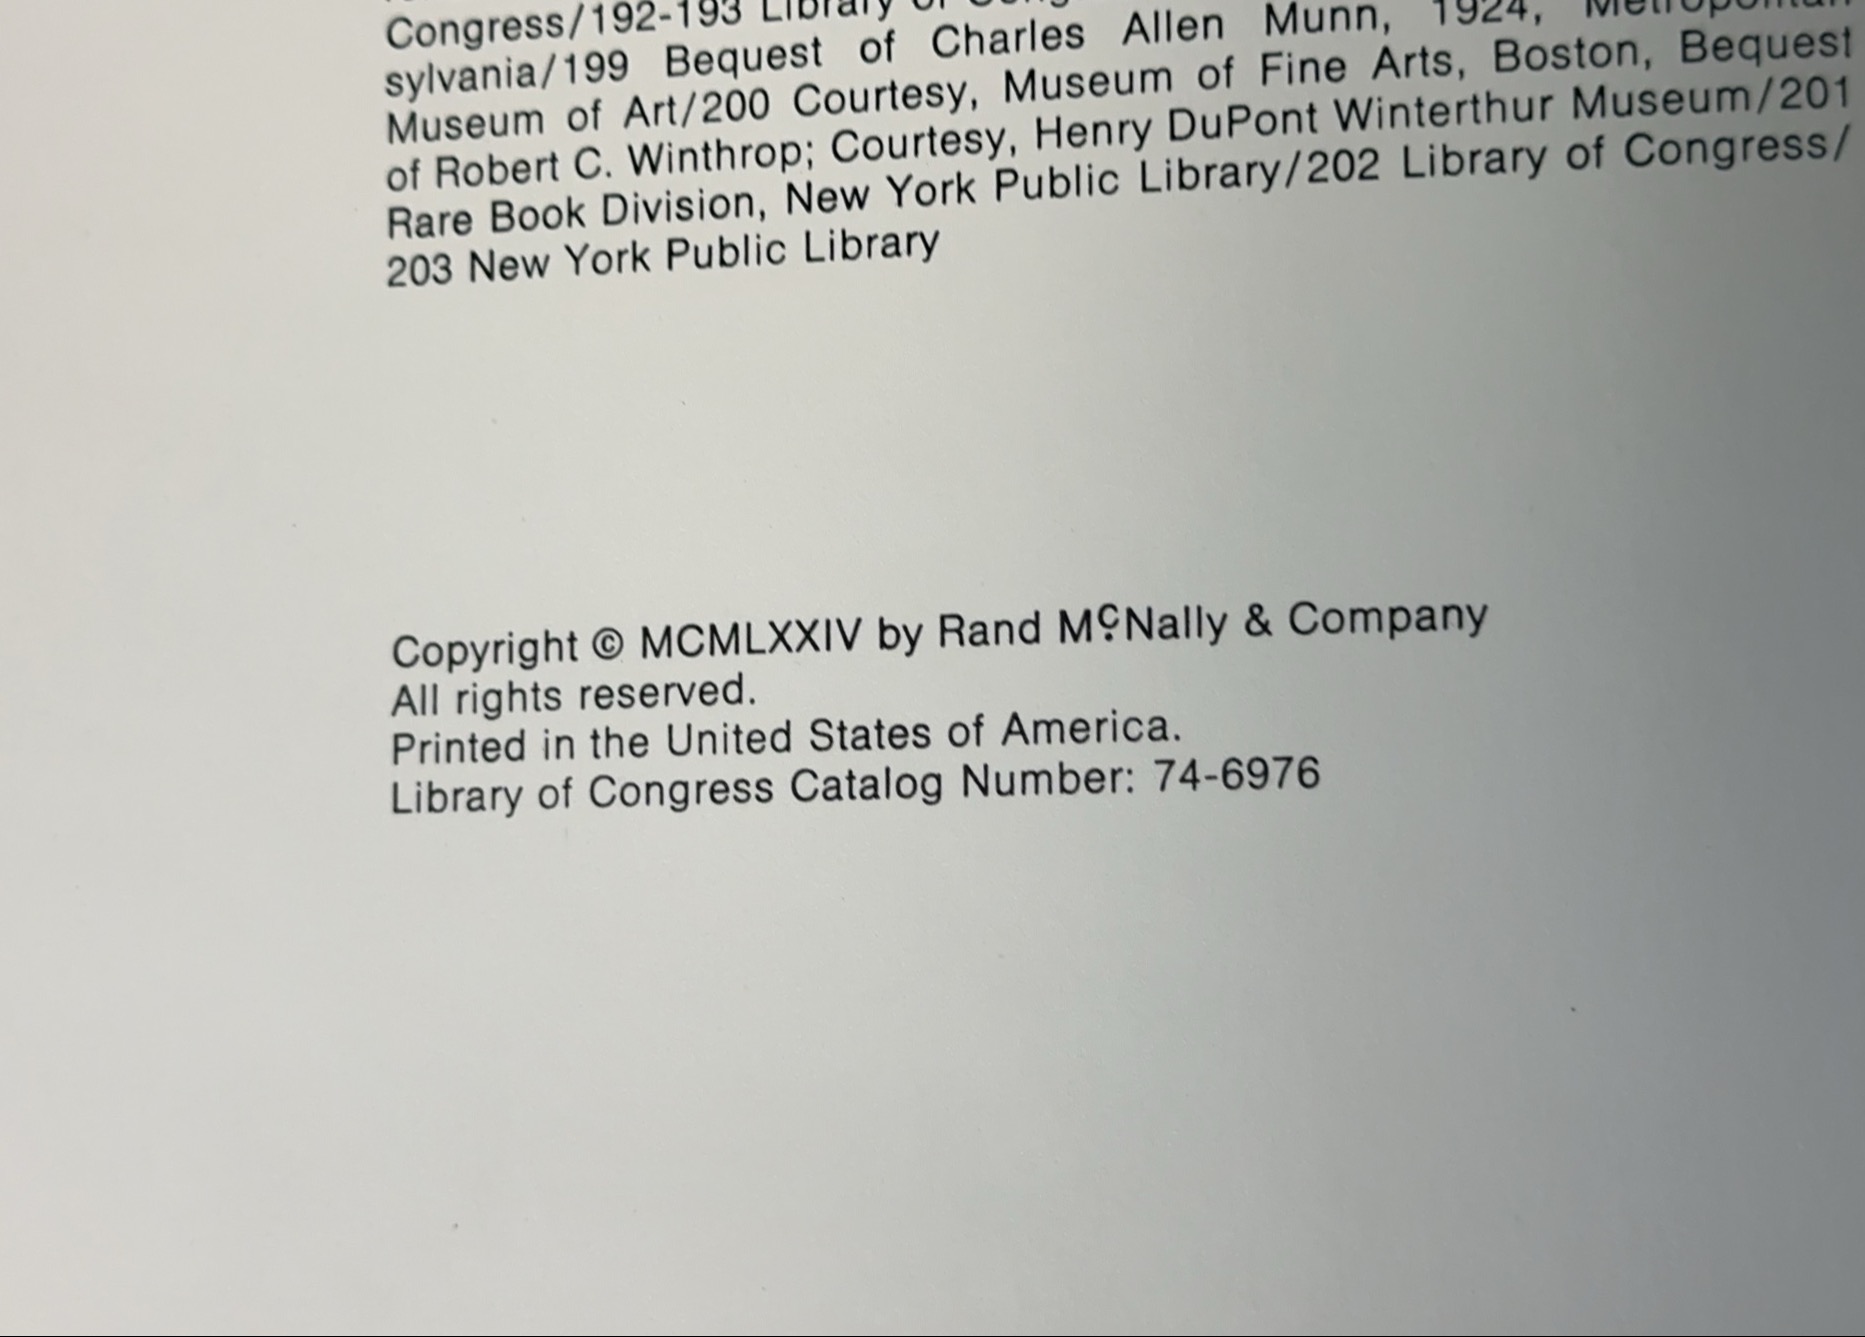 Congress/192-193 Library of
sylvania/199 Bequest of Charles Allen Munn, 1924, Metropolitan
Museum of Art/200 Courtesy, Museum of Fine Arts, Boston, Bequest
of Robert C. Winthrop; Courtesy, Henry DuPont Winterthur Museum/201
Rare Book Division, New York Public Library/202 Library of Congress/
203 New York Public Library
Copyright © MCMLXXIV by Rand McNally & Company
All rights reserved.
Printed in the United States of America.
Library of Congress Catalog Number: 74-6976